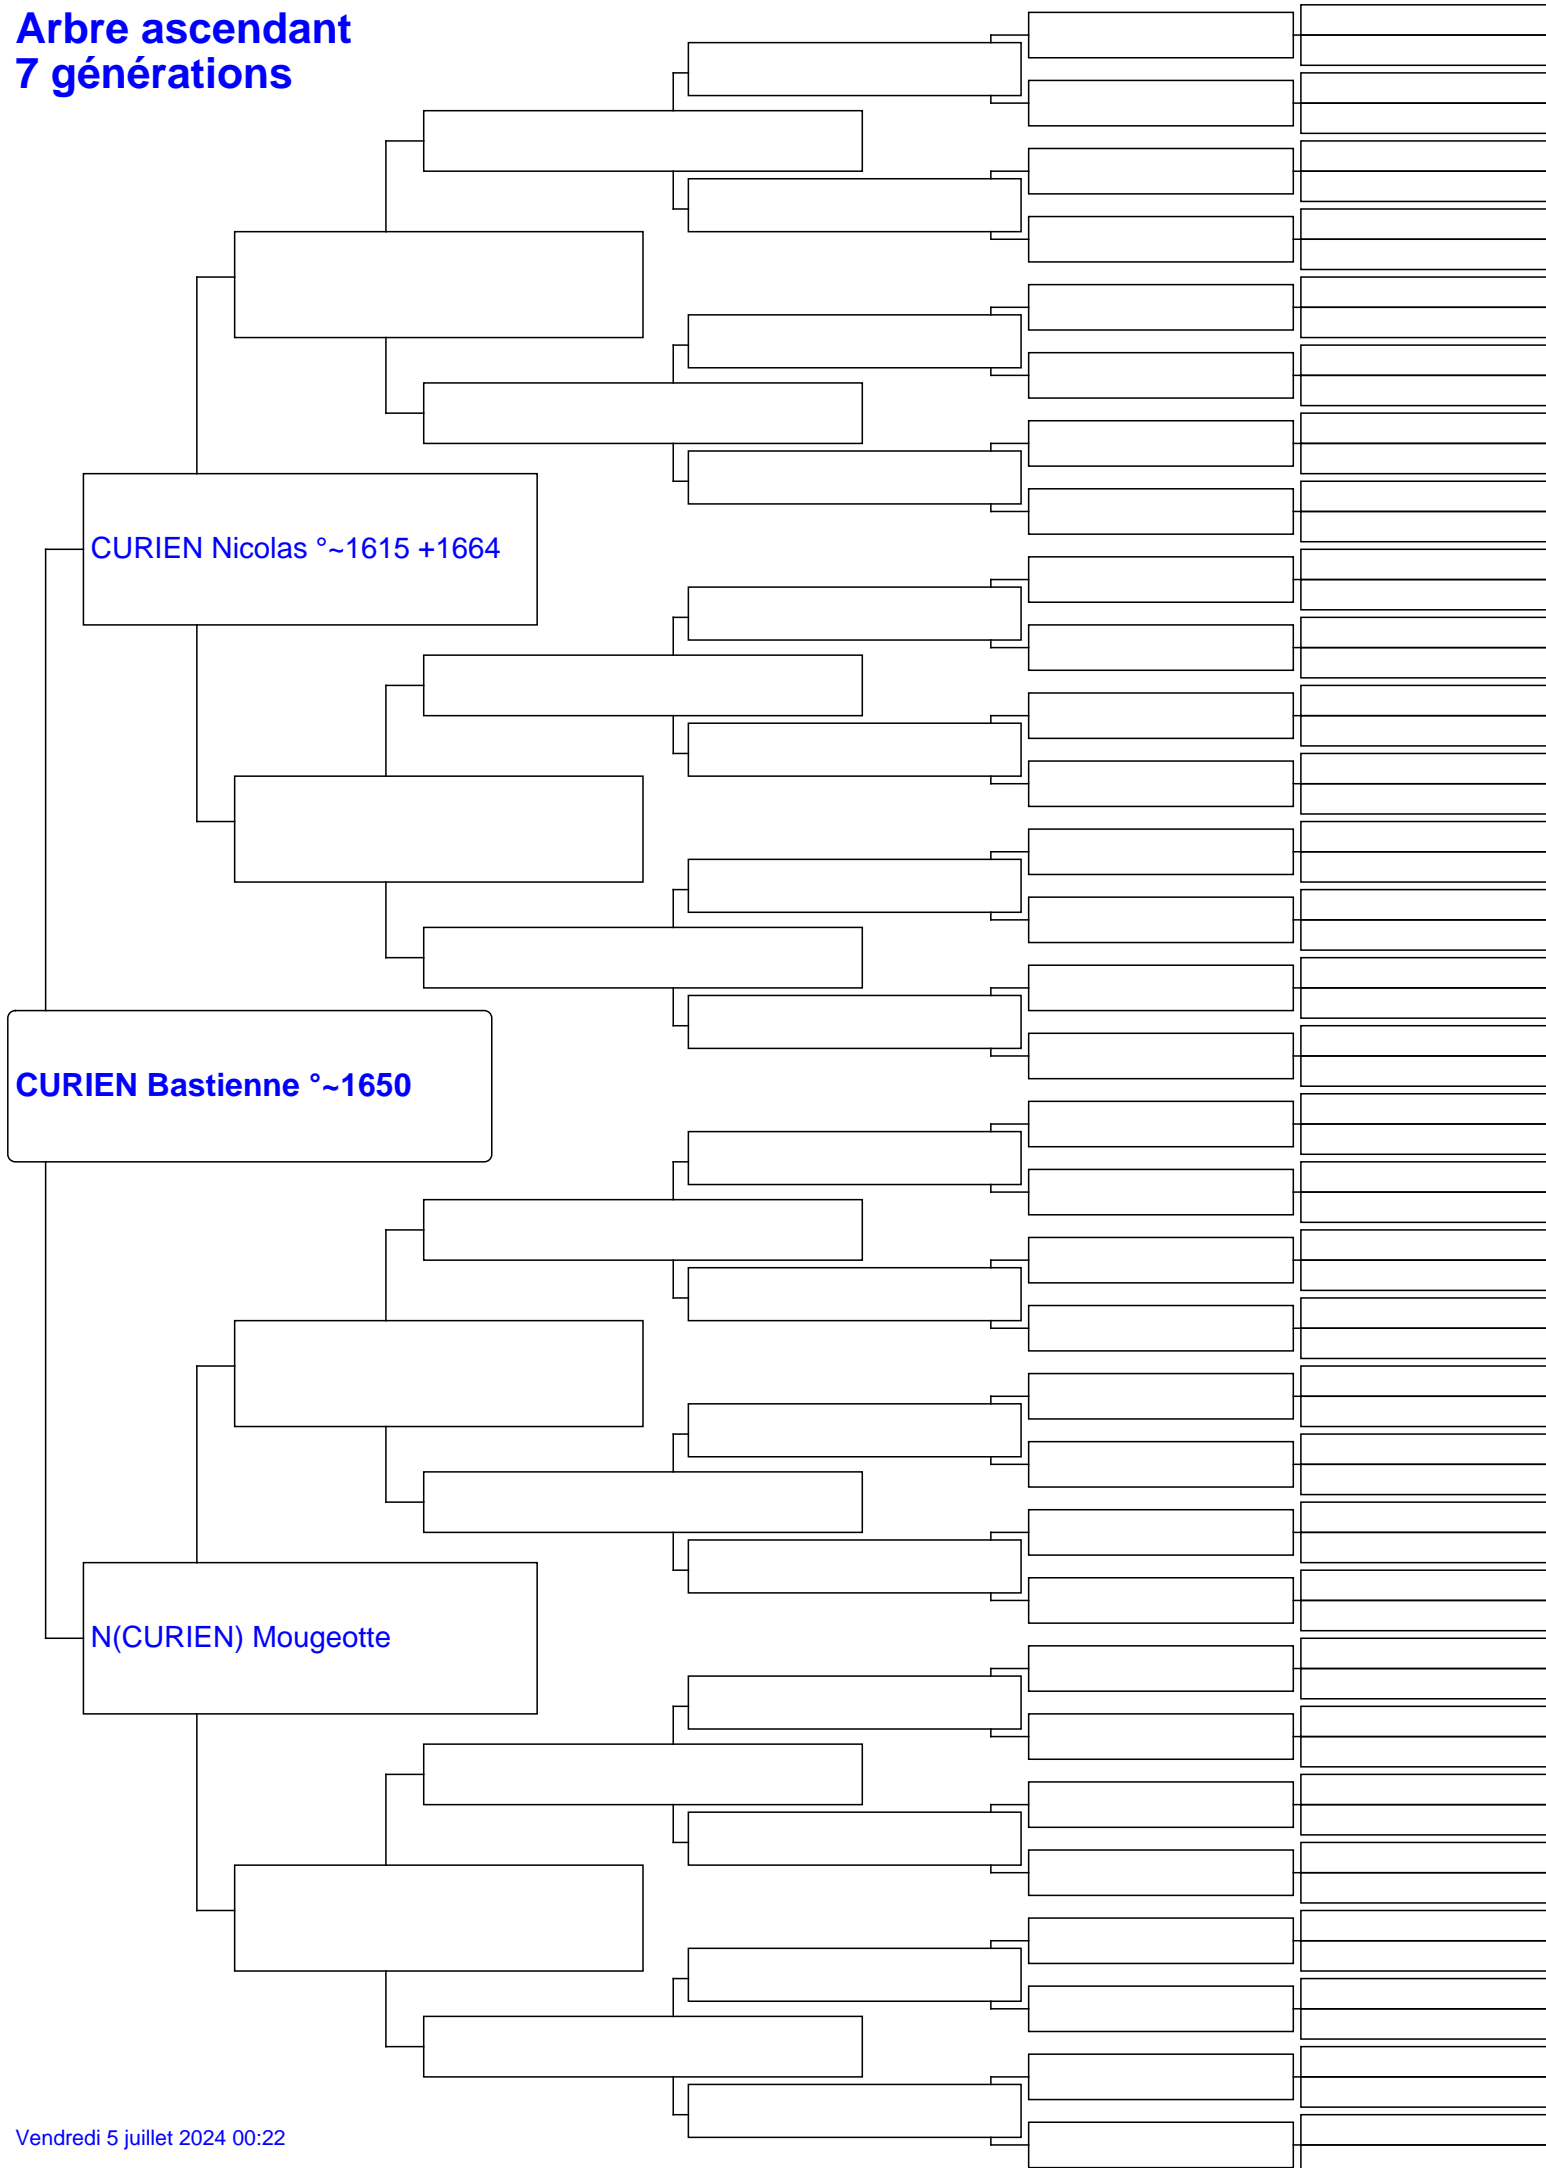 Arbre ascendant
7 générations
CURIEN Nicolas °~1615 +1664
CURIEN Bastienne °~1650
N(CURIEN) Mougeotte
Vendredi 5 juillet 2024 00:22